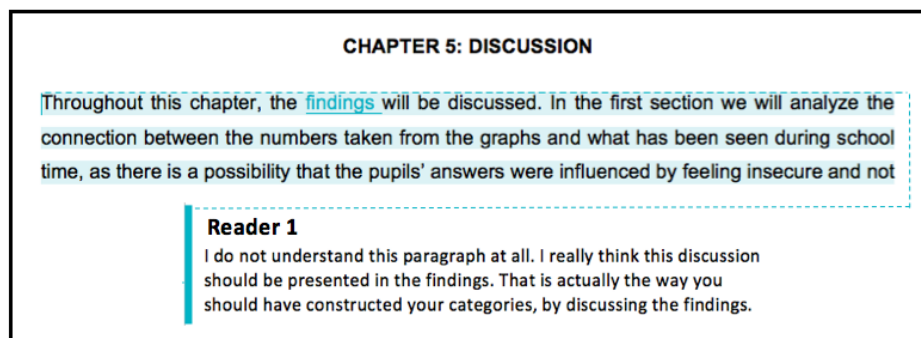 CHAPTER 5: DISCUSSION
Throughout this chapter, the findings will be discussed. In the first section we will analyze the
connection between the numbers taken from the graphs and what has been seen during school
time, as there is a possibility that the pupils’ answers were influenced by feeling insecure and not
Reader 1
I do not understand this paragraph at all. I really think this discussion
should be presented in the findings. That is actually the way you
should have constructed your categories, by discussing the findings.